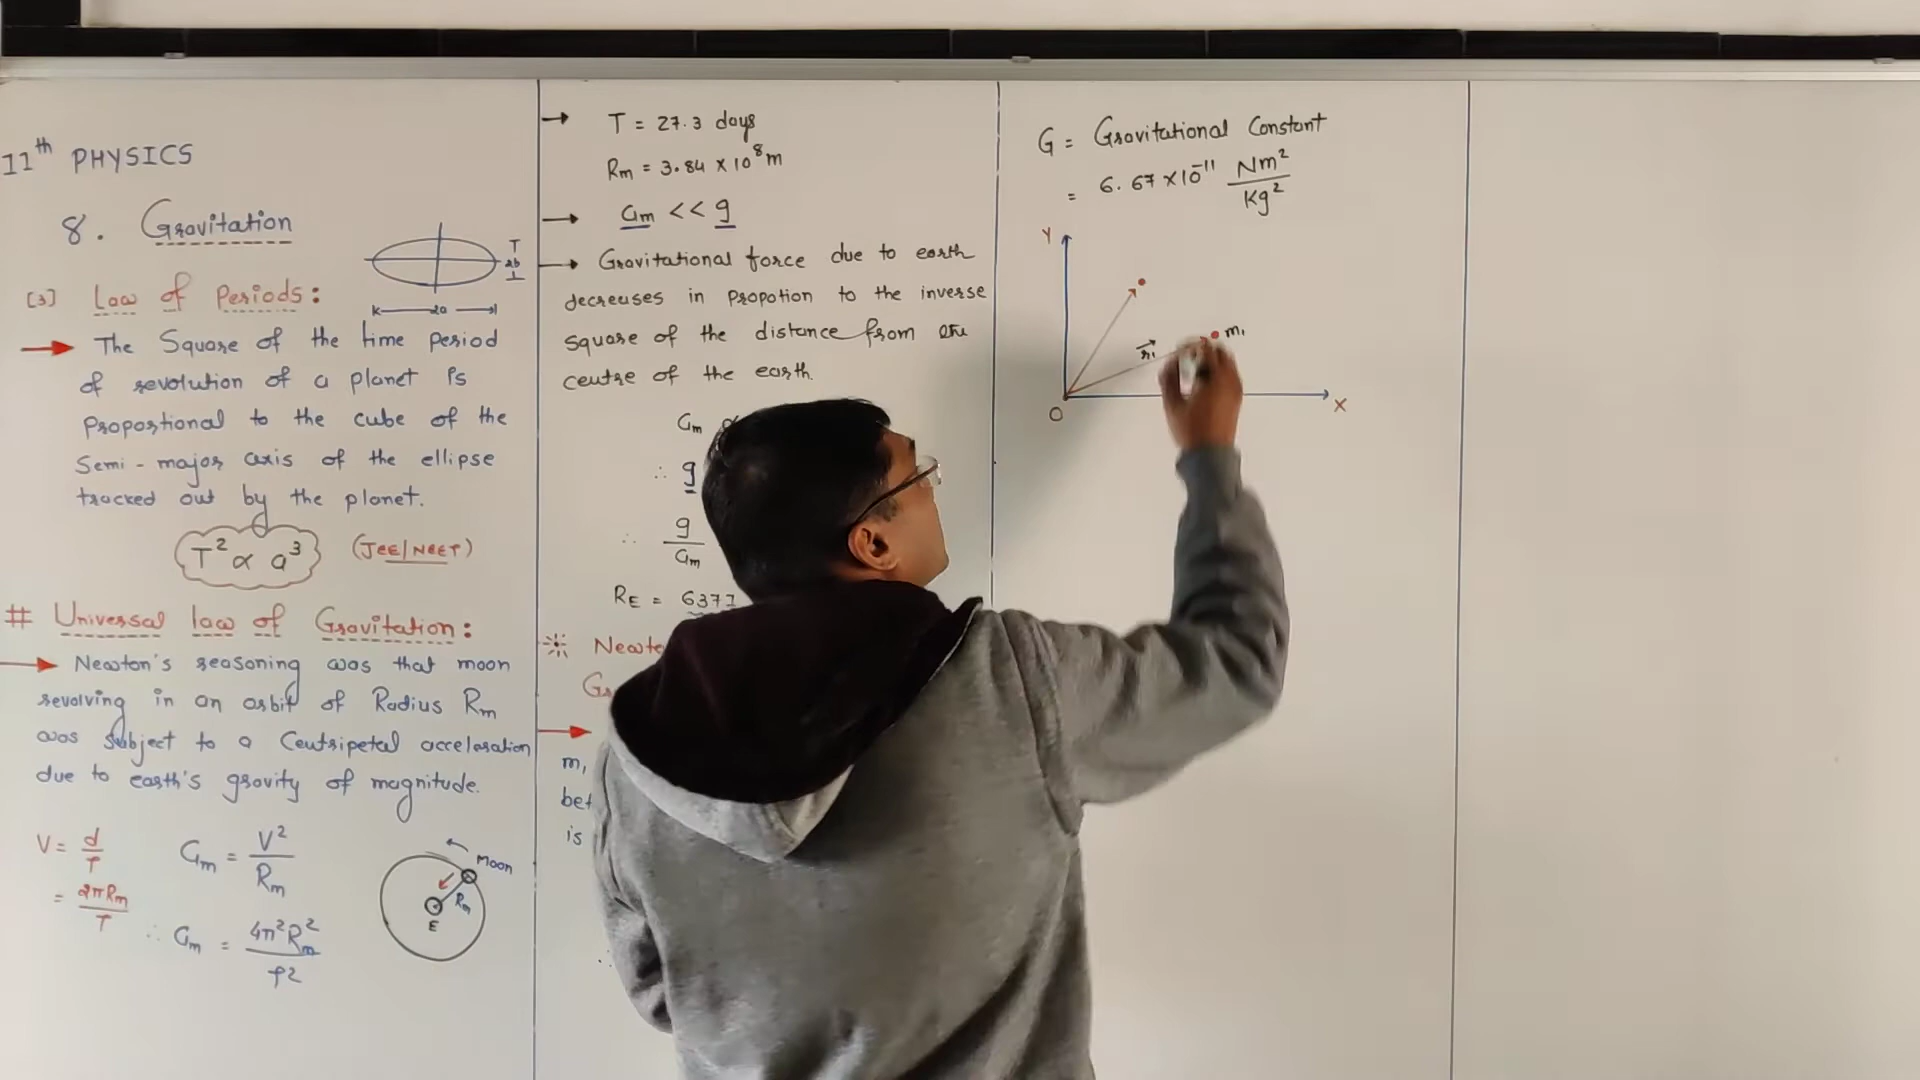 11th PHYSICS
8. Gravitation
T
2b
2a
[3] Law of Periods:
The Square of the time period
of revolution of a planet is
Proportional to the cube of the
Semi-major axis of the ellipse
tracked out by the planet.
T² ∝ a³ (JEE/NEET)
# Universal law of Gravitation:
Newton's reasoning was that moon
revolving in an orbit of Radius Rm
was subject to a Centripetal acceleration
due to earth's gravity of magnitude.
V = d/T
= 2πRm/T
am = V²/Rm
∴ am = 4π²Rm²/T²
Moon
Rm
E
→ T = 27.3 days
Rm = 3.84 × 10⁸ m
→ am << g
→ Gravitational force due to earth
decreases in Propotion to the inverse
square of the distance from the
centre of the earth.
am
∴ g
∴ g/am
RE = 6371
m1
is
G = Gravitational Constant
= 6.67 × 10⁻¹¹ Nm²/kg²
Y
m1
r1
O
X